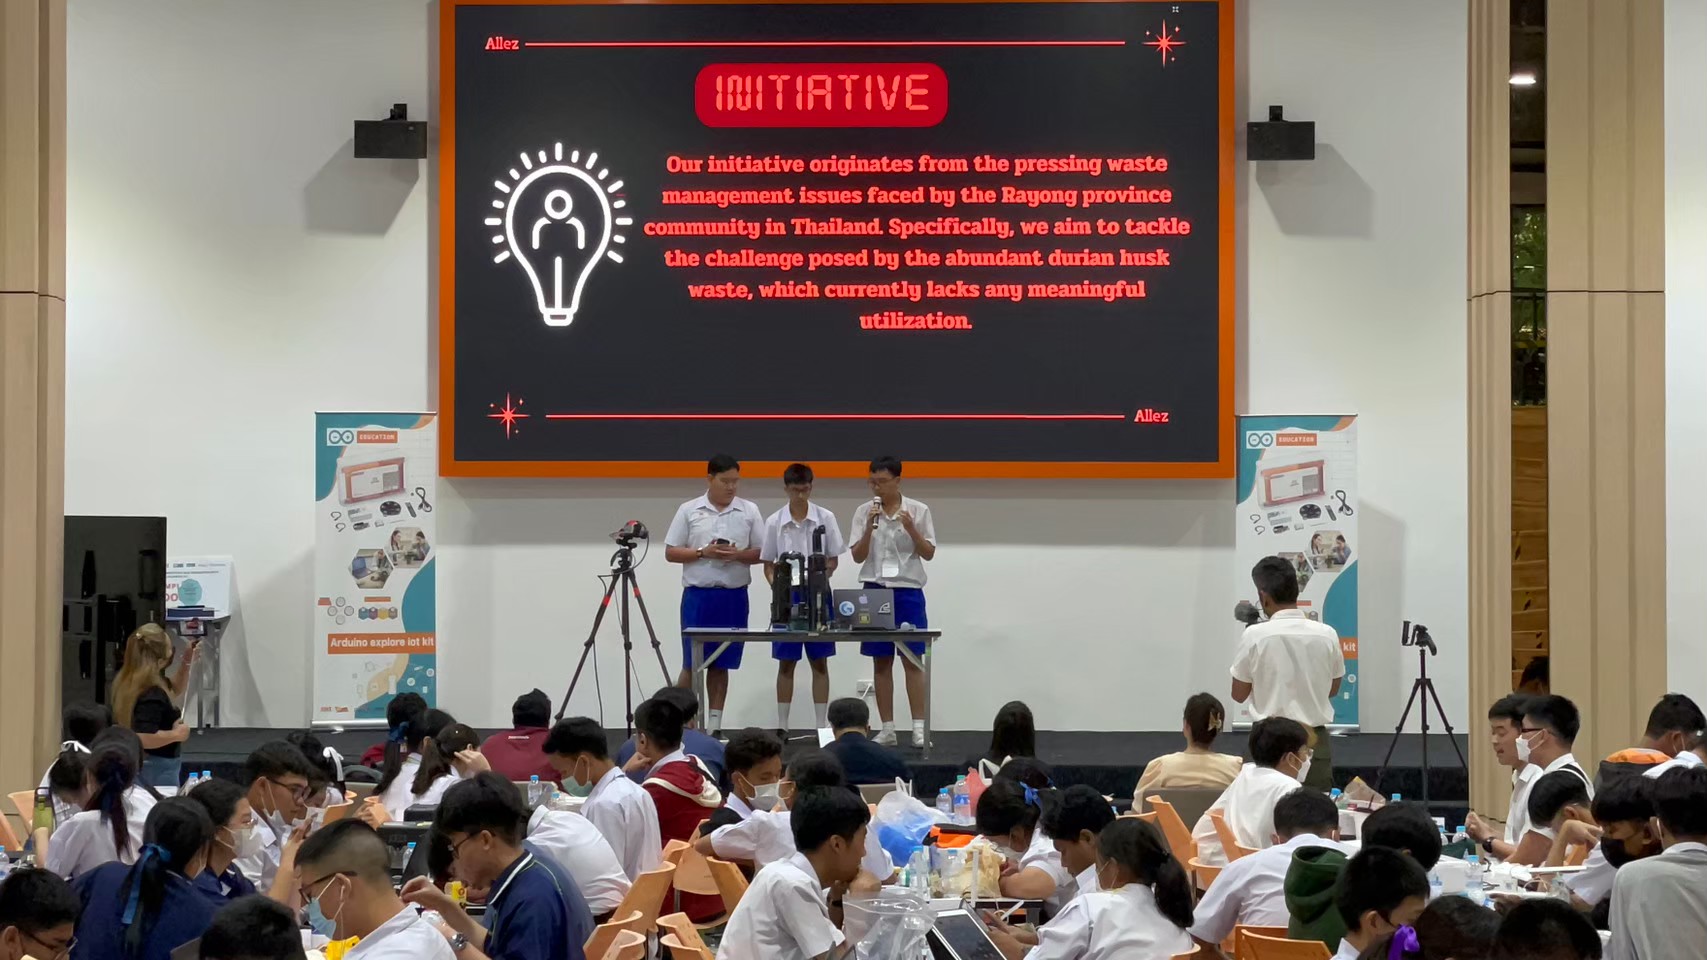 Allez
INITIATIVE
Our initiative originates from the pressing waste
management issues faced by the Rayong province
community in Thailand. Specifically, we aim to tackle
the challenge posed by the abundant durian husk
waste, which currently lacks any meaningful
utilization.
Allez
EDUCATION
Arduino explore iot kit
EDUCATION
kit